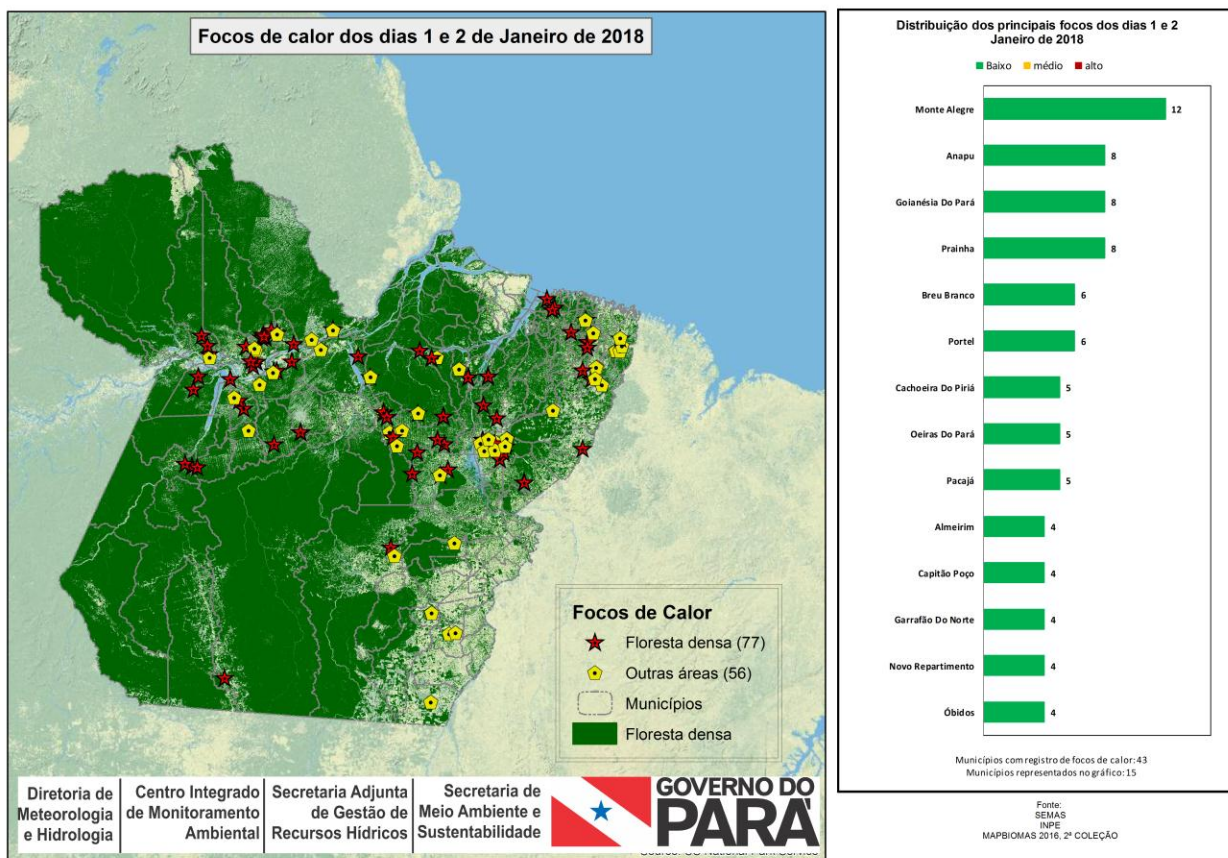 Focos de calor dos dias 1 e 2 de Janeiro de 2018
Focos de Calor
Floresta densa (77)
Outras áreas (56)
Municípios
Floresta densa
Diretoria de
Meteorologia
e Hidrologia
Centro Integrado
de Monitoramento
Ambiental
Secretaria Adjunta
de Gestão de
Recursos Hídricos
Secretaria de
Meio Ambiente e
Sustentabilidade
GOVERNO DO
PARÁ
Distribuição dos principais focos dos dias 1 e 2
Janeiro de 2018
Baixo médio alto
Monte Alegre 12
Anapu 8
Goianésia Do Pará 8
Prainha 8
Breu Branco 6
Portel 6
Cachoeira Do Piriá 5
Oeiras Do Pará 5
Pacajá 5
Almeirim 4
Capitão Poço 4
Garrafão Do Norte 4
Novo Repartimento 4
Óbidos 4
Municípios com registro de focos de calor: 43
Municípios representados no gráfico: 15
Fonte:
SEMAS
INPE
MAPBIOMAS 2016, 2ª COLEÇÃO